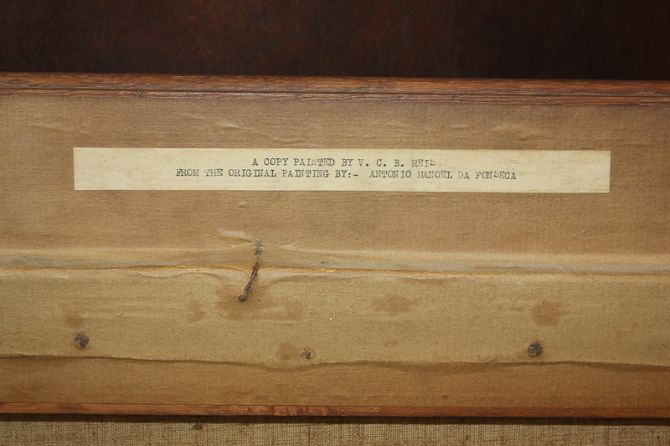 A COPY PAINTED BY V. C. B. REIS
FROM THE ORIGINAL PAINTING BY:- ANTONIO MANOEL DA FONSECA